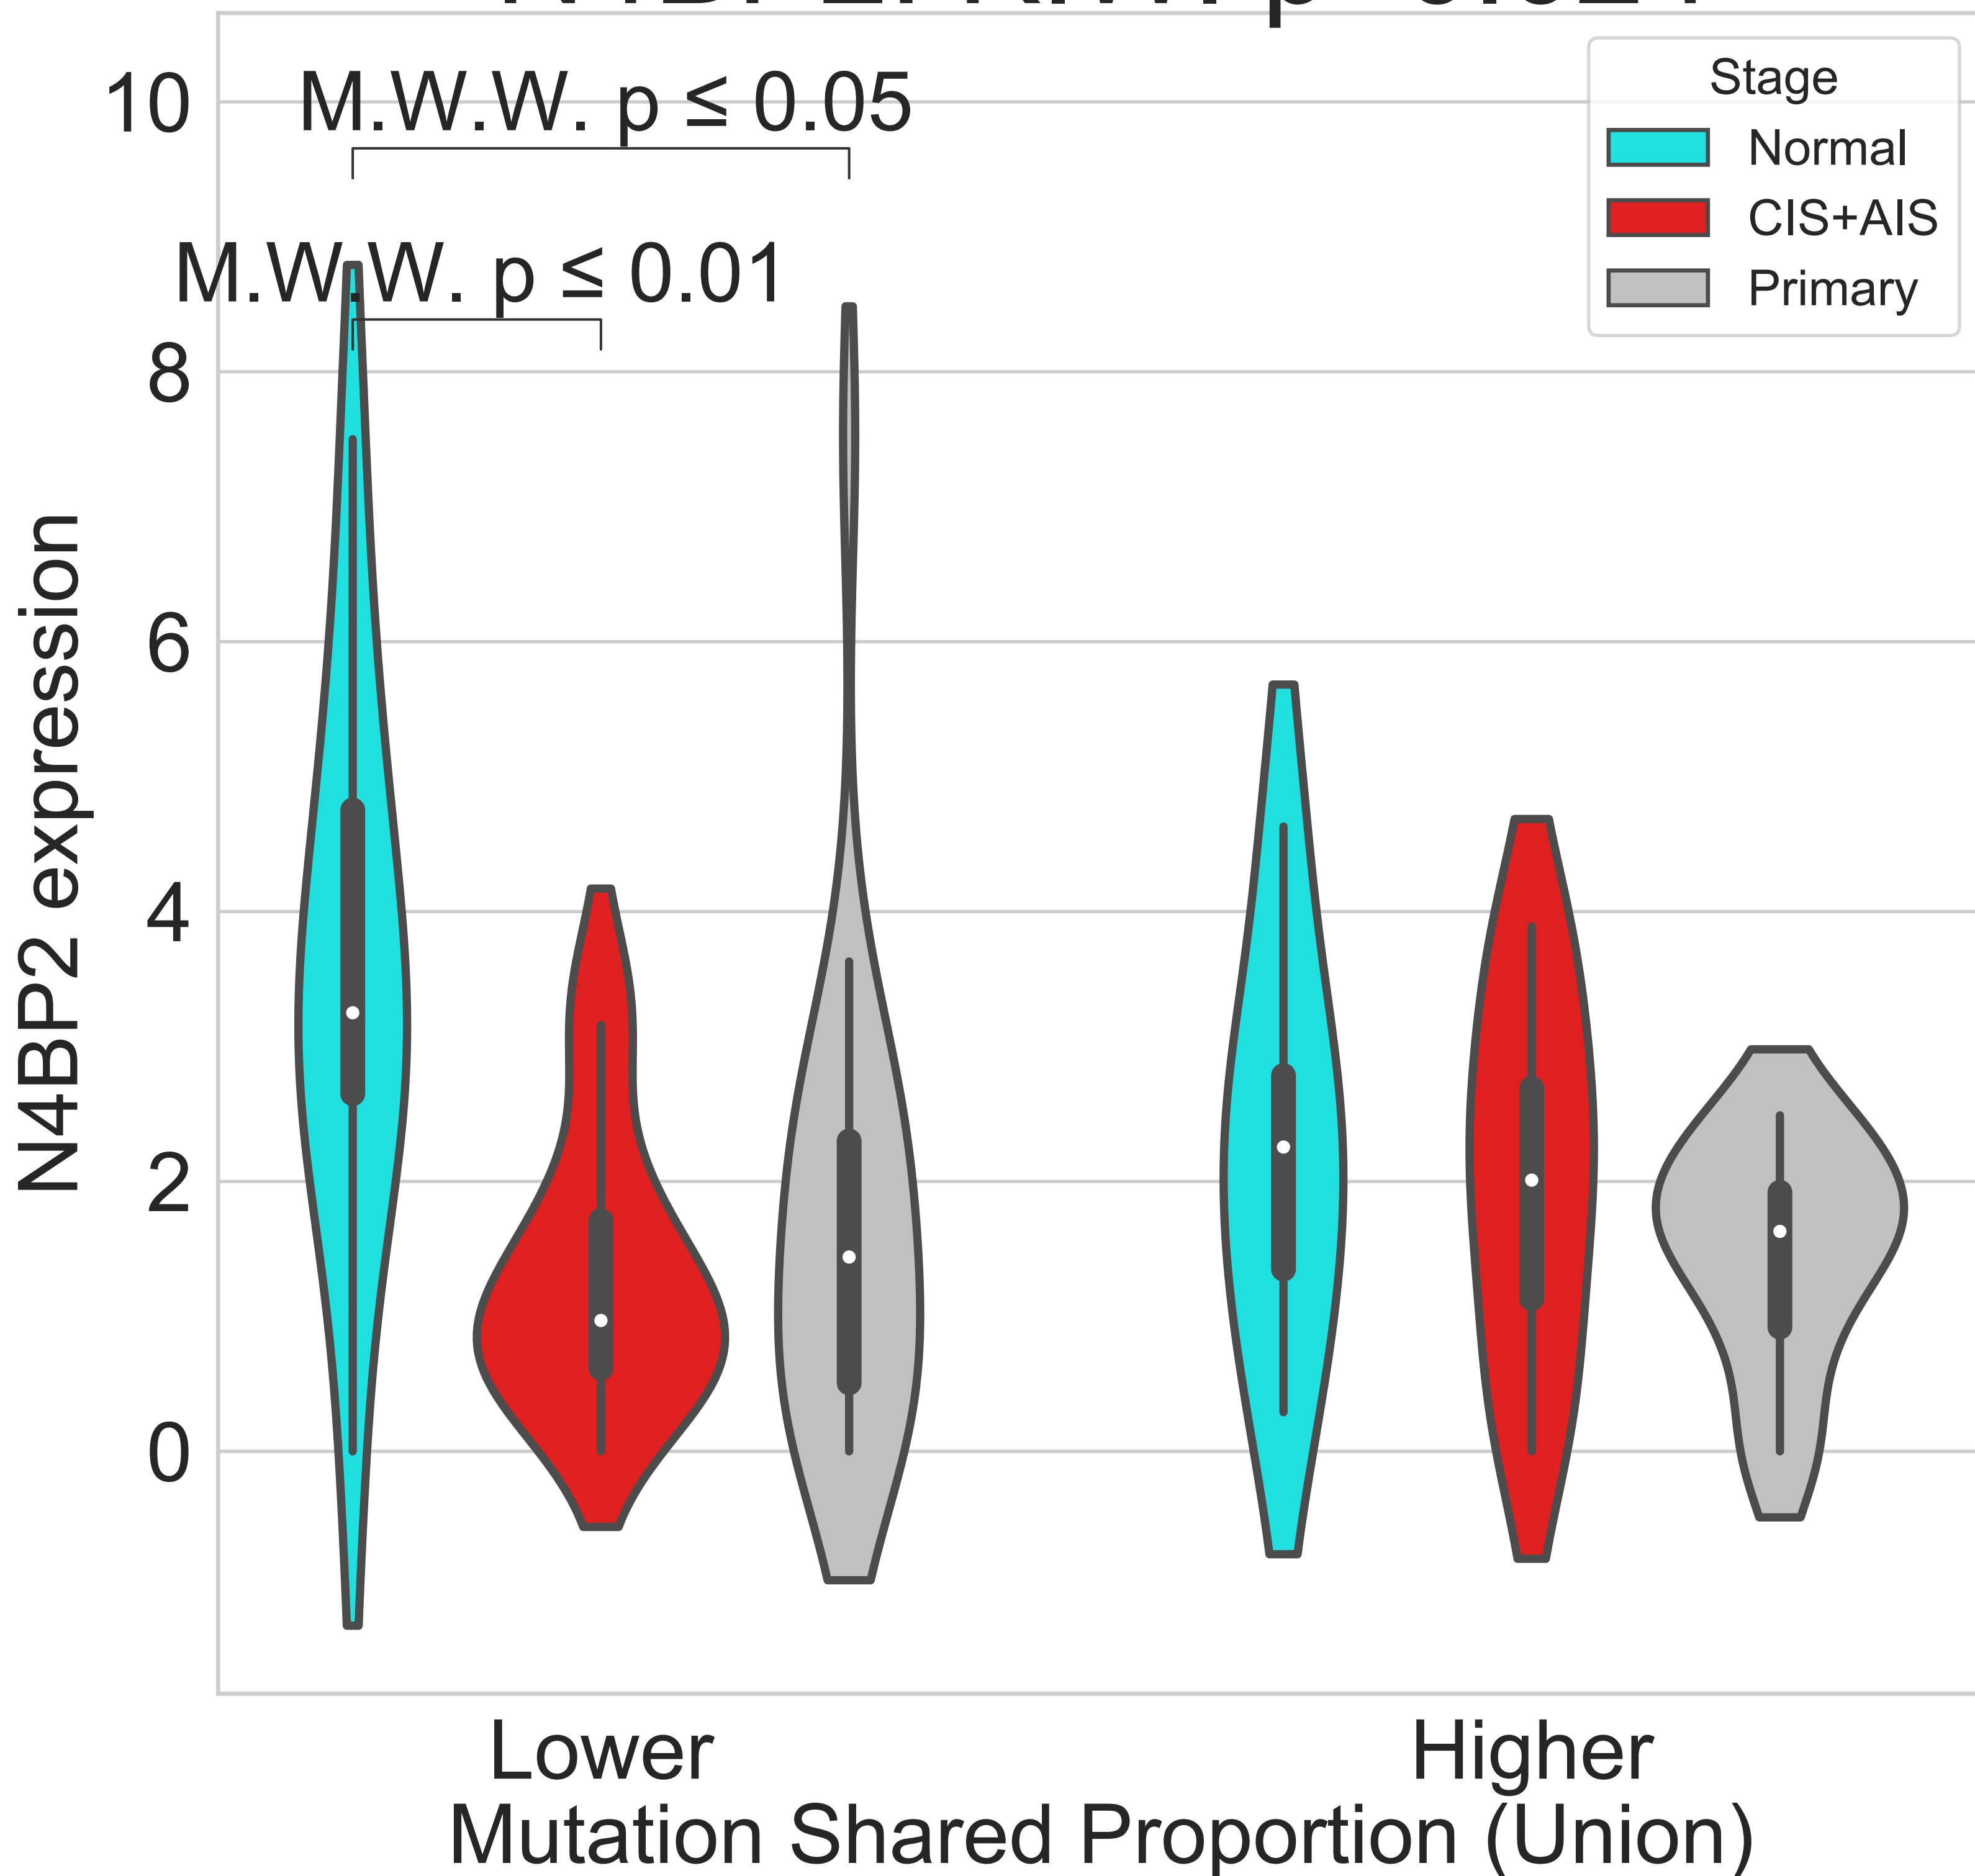 10
8
6
4
2
0
N4BP2 expression
M.W.W. p ≤ 0.05
M.W.W. p ≤ 0.01
Stage
Normal
CIS+AIS
Primary
Lower
Higher
Mutation Shared Proportion (Union)